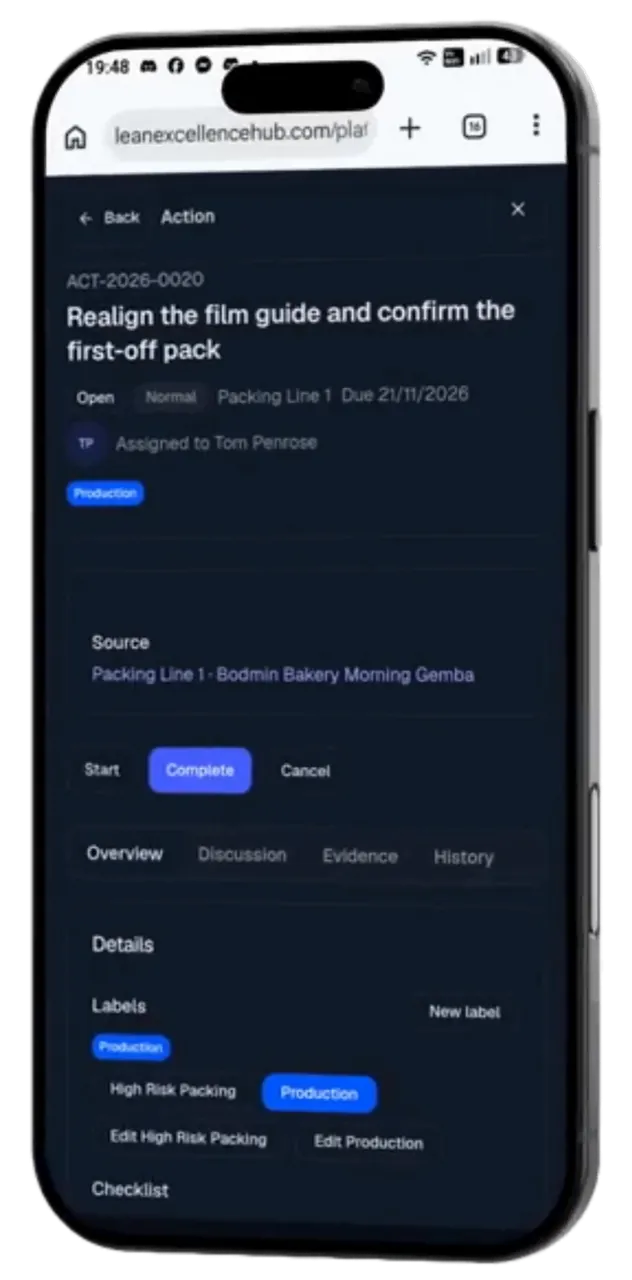 19:48
leanexcellencehub.com/plat
16
← Back Action ×
ACT-2026-0020
Realign the film guide and confirm the
first-off pack
Open Normal Packing Line 1 Due 21/11/2026
TP Assigned to Tom Penrose
Production
Source
Packing Line 1 · Bodmin Bakery Morning Gemba
Start Complete Cancel
Overview Discussion Evidence History
Details
Labels New label
Production
High Risk Packing Production
Edit High Risk Packing Edit Production
Checklist